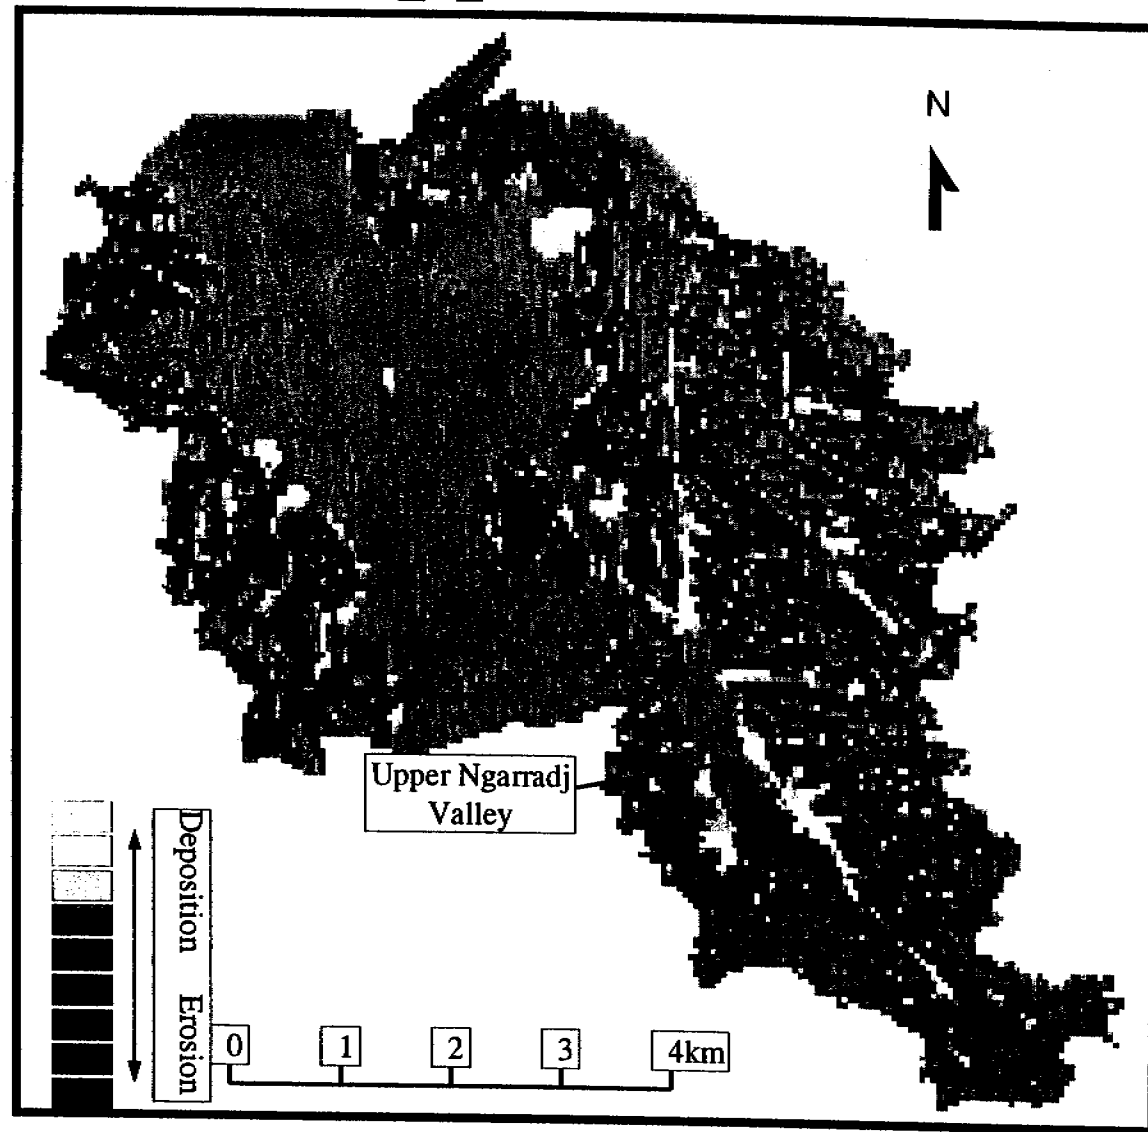 N
Upper Ngarradj
Valley
Deposition
Erosion
0
1
2
3
4km